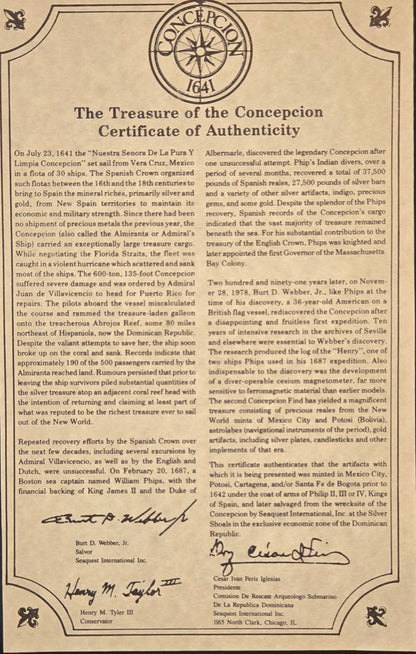 CONCEPCION
1641
The Treasure of the Concepcion
Certificate of Authenticity
On July 23, 1641 the "Nuestra Senora De La Pura Y
Limpia Concepcion" set sail from Vera Cruz, Mexico
in a flota of 30 ships. The Spanish Crown organized
such flotas between the 16th and the 18th centuries to
bring to Spain the mineral riches, primarily silver and
gold, from New Spain territories to maintain its
economic and military strength. Since there had been
no shipment of precious metals the previous year, the
Concepcion (also called the Almiranta or Admiral's
Ship) carried an exceptionally large treasure cargo.
While negotiating the Florida Straits, the fleet was
caught in a violent hurricane which scattered and sank
most of the ships. The 600-ton, 135-foot Concepcion
suffered severe damage and was ordered by Admiral
Juan de Villavicencio to head for Puerto Rico for
repairs. The pilots aboard the vessel miscalculated
the course and rammed the treasure-laden galleon
onto the treacherous Abrojos Reef, some 80 miles
northeast of Hispaniola, now the Dominican Republic.
Despite the valiant attempts to save her, the ship soon
broke up on the coral and sank. Records indicate that
approximately 190 of the 500 passengers carried by the
Almiranta reached land. Rumours persisted that prior to
leaving the ship survivors piled substantial quantities of
the silver treasure atop an adjacent coral reef head with
the intention of returning and claiming at least part of
what was reputed to be the richest treasure ever to sail
out of the New World.
Repeated recovery efforts by the Spanish Crown over
the next few decades, including several excursions by
Admiral Villavicencio, as well as by the English and
Dutch, were unsuccessful. On February 20, 1687, a
Boston sea captain named William Phips, with the
financial backing of King James II and the Duke of
Albermarle, discovered the legendary Concepcion after
one unsuccessful attempt. Phip's Indian divers, over a
period of several months, recovered a total of 37,500
pounds of Spanish reales, 27,500 pounds of silver bars
and a variety of other silver artifacts, indigo, precious
gems, and some gold. Despite the splendor of the Phips
recovery, Spanish records of the Concepcion's cargo
indicated that the vast majority of treasure remained
beneath the sea. For his substantial contribution to the
treasury of the English Crown, Phips was knighted and
later appointed the first Governor of the Massachusetts
Bay Colony.
Two hundred and ninety-one years later, on Novem-
er 28, 1978, Burt D. Webber, Jr., like Phips at the
time of his discovery, a 36-year-old American on a
British flag vessel, rediscovered the Concepcion after
a disappointing and fruitless first expedition. Ten
years of intensive research in the archives of Seville
and elsewhere were essential to Webber's discovery.
The research produced the log of the "Henry", one of
two ships Phips used in his 1687 expedition. Also
indispensable to the discovery was the development
of a diver-operable cesium magnetometer, far more
sensitive to ferromagnetic material than earlier models.
The second Concepcion Find has yielded a magnificent
treasure consisting of precious reales from the New
World mints of Mexico City and Potosi (Bolivia),
astrolabes (navigational instruments of the period), gold
artifacts, including silver plates, candlesticks and other
implements of that era.
This certificate authenticates that the artifacts with
which it is being presented was minted in Mexico City,
Potosi, Cartagena, and/or Santa Fe de Bogota prior to
1642 under the coat of arms of Philip II, III or IV, Kings
of Spain, and later salvaged from the wrecksite of the
Concepcion by Seaquest International, Inc. at the Silver
Shoals in the exclusive economic zone of the Dominican
Republic.
Burt D. Webber Jr
Burt D. Webber, Jr.
Salvor
Seaquest International Inc.
Henry M. Taylor III
Henry M. Tyler III
Conservator
Cesar Ivan Feris Iglesias
Presidente
Comision De Rescate Arqueologo Submarino
De La Republica Dominicana
Seaquest International, Inc.
1165 North Clark, Chicago, IL.